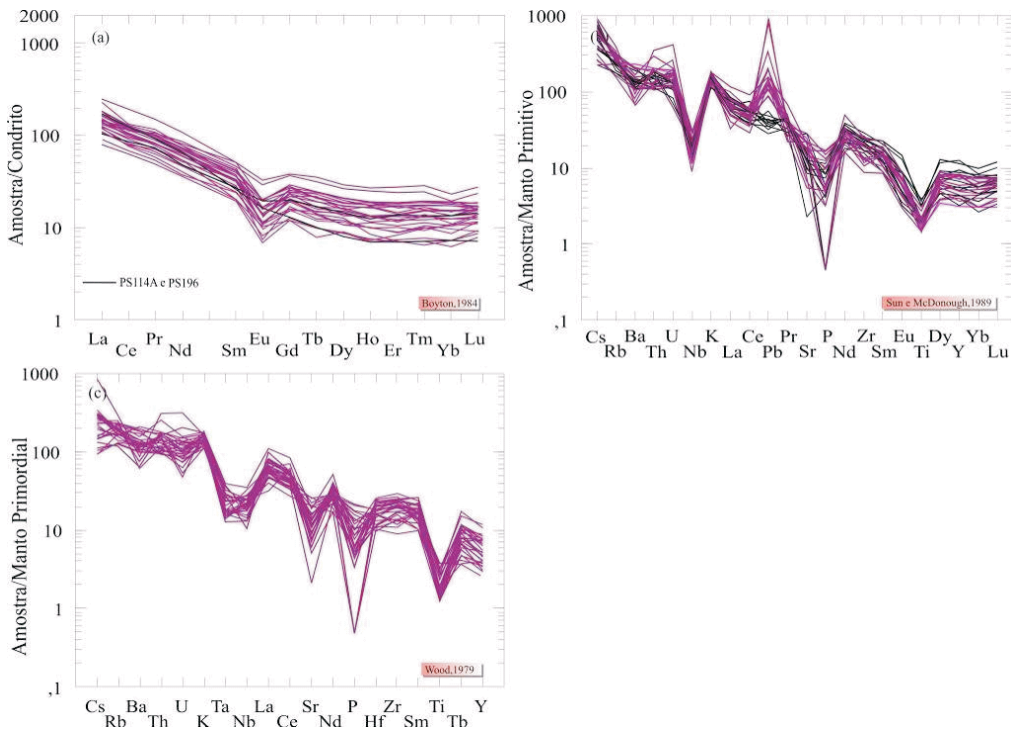 2000
1000
(a)
100
10
1
Amostra/Condrito
PS114A e PS196
Boyton,1984
La Ce Pr Nd Sm Eu Gd Tb Dy Ho Er Tm Yb Lu
1000
100
10
1
,1
Amostra/Manto Primitivo
Sun e McDonough,1989
Cs Rb Ba Th U Nb K La Ce Pb Pr Sr P Nd Zr Sm Eu Ti Dy Y Yb Lu
1000
(c)
100
10
1
,1
Amostra/Manto Primordial
Wood,1979
Cs Rb Ba Th U K Ta Nb La Ce Sr Nd P Hf Zr Sm Ti Tb Y